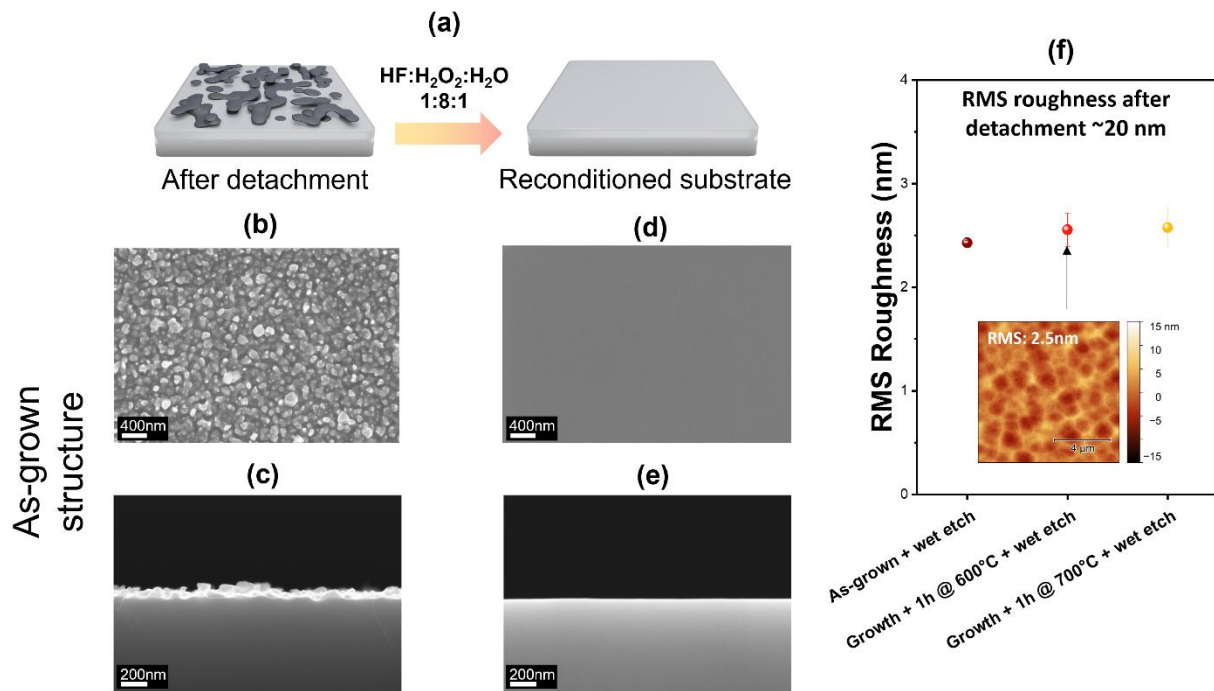 (a)
HF:H₂O₂:H₂O
1:8:1
After detachment
Reconditioned substrate
As-grown
structure
(b)
400nm
(d)
400nm
(c)
200nm
(e)
200nm
(f)
RMS Roughness (nm)
4
3
2
1
0
RMS roughness after
detachment ~20 nm
RMS: 2.5nm
4 µm
15 nm
10
5
0
−5
−15
As-grown + wet etch
Growth + 1h @ 600°C + wet etch
Growth + 1h @ 700°C + wet etch